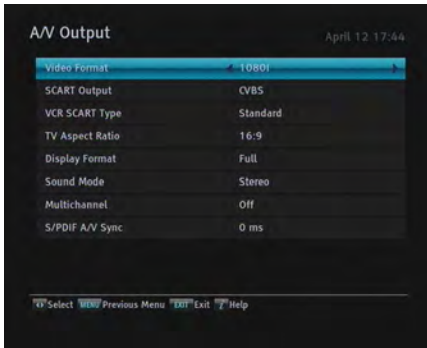 A/V Output April 12 17:44
Video Format 1080i
SCART Output CVBS
VCR SCART Type Standard
TV Aspect Ratio 16:9
Display Format Full
Sound Mode Stereo
Multichannel Off
S/PDIF A/V Sync 0 ms
Select MENU Previous Menu EXIT Exit i Help